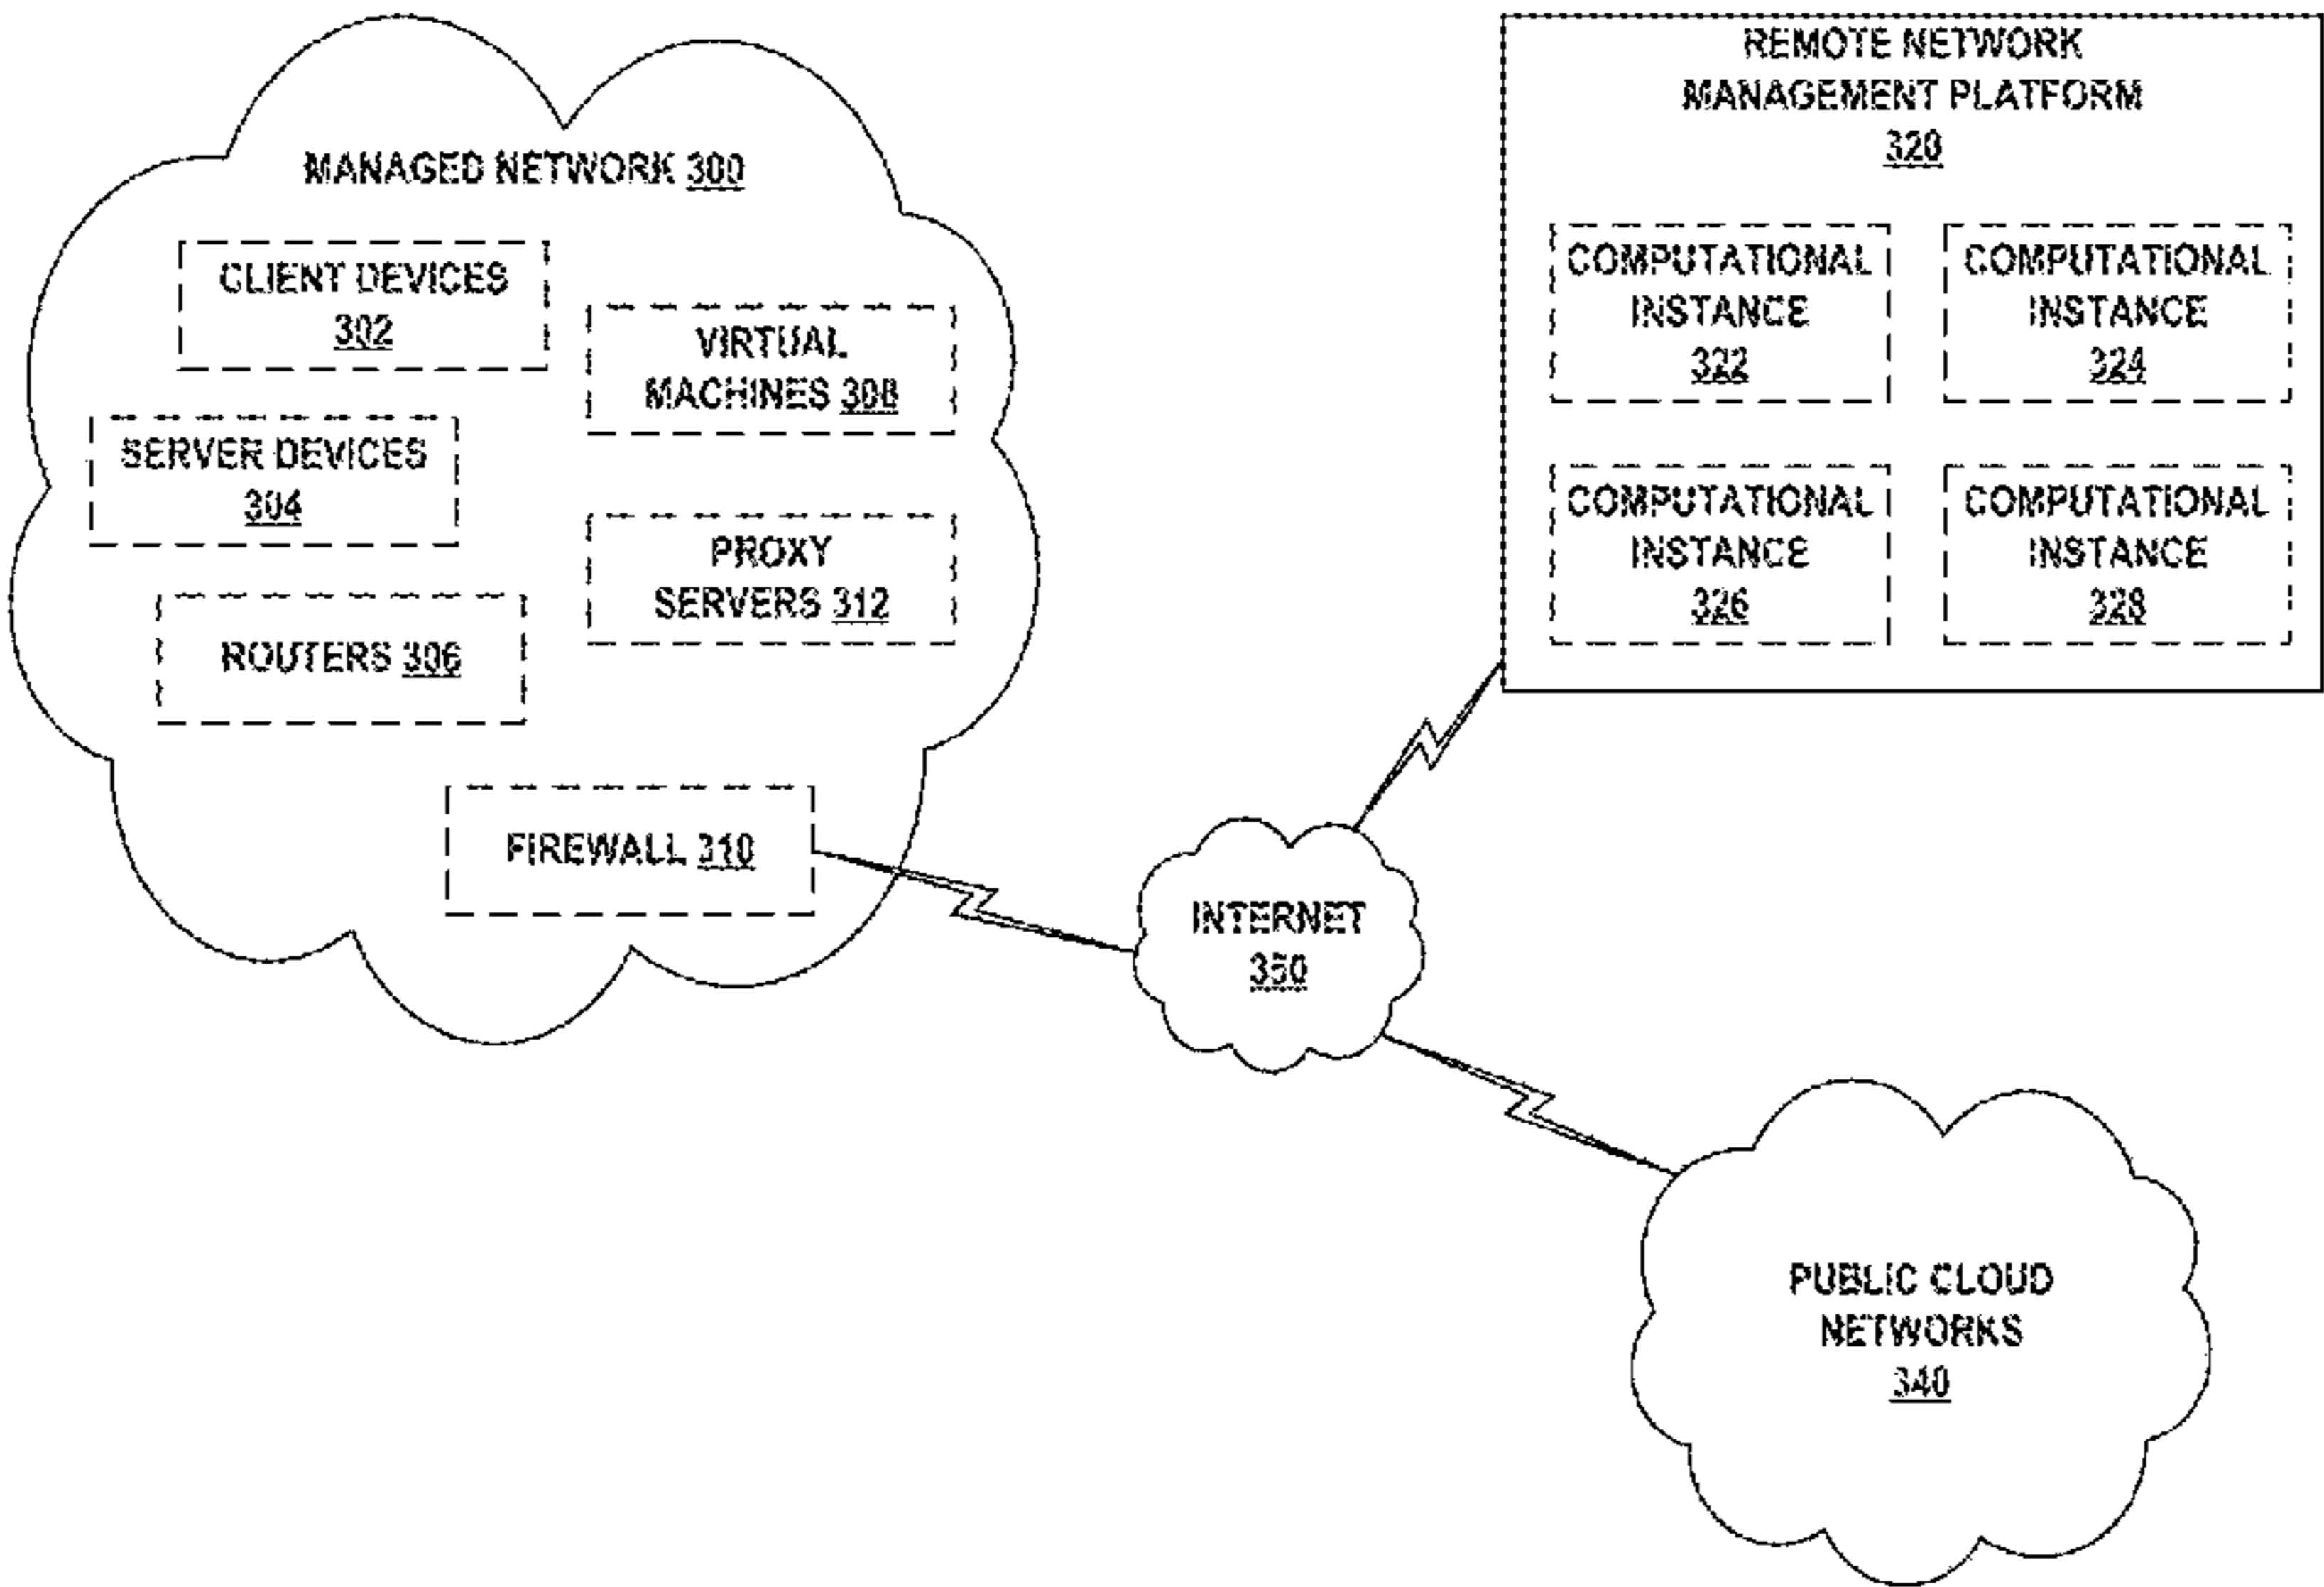 MANAGED NETWORK 300
CLIENT DEVICES
302
VIRTUAL
MACHINES 308
SERVER DEVICES
304
PROXY
SERVERS 312
ROUTERS 306
FIREWALL 310
REMOTE NETWORK
MANAGEMENT PLATFORM
320
COMPUTATIONAL
INSTANCE
322
COMPUTATIONAL
INSTANCE
324
COMPUTATIONAL
INSTANCE
326
COMPUTATIONAL
INSTANCE
328
INTERNET
350
PUBLIC CLOUD
NETWORKS
340